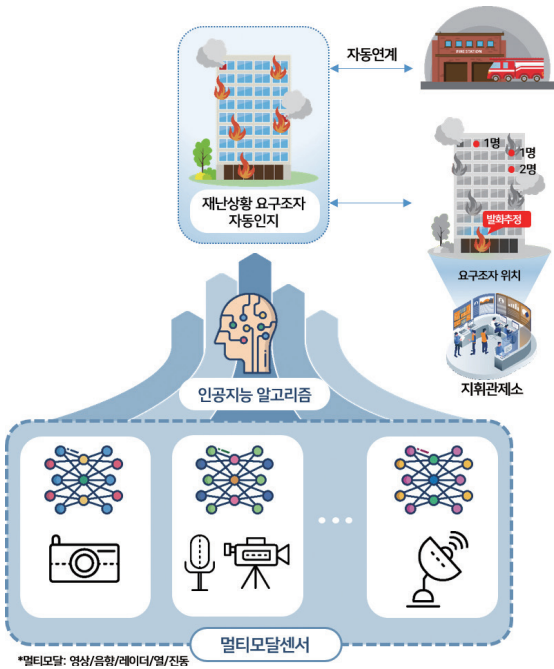 자동연계
FIRE STATION
1명
1명
2명
재난상황 요구조자
자동인지
발화추정
요구조자 위치
지휘관제소
인공지능 알고리즘
멀티모달센서
*멀티모달: 영상/음향/레이더/열/진동